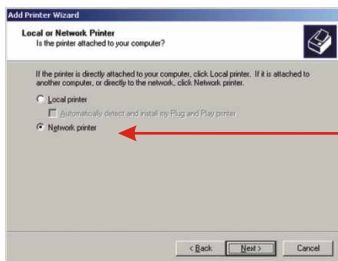 Add Printer Wizard
Local or Network Printer
Is the printer attached to your computer?
If the printer is directly attached to your computer, click Local printer. If it is attached to
another computer, or directly to the network, click Network printer.
Local printer
Automatically detect and install my Plug and Play printer
Network printer
< Back
Next >
Cancel